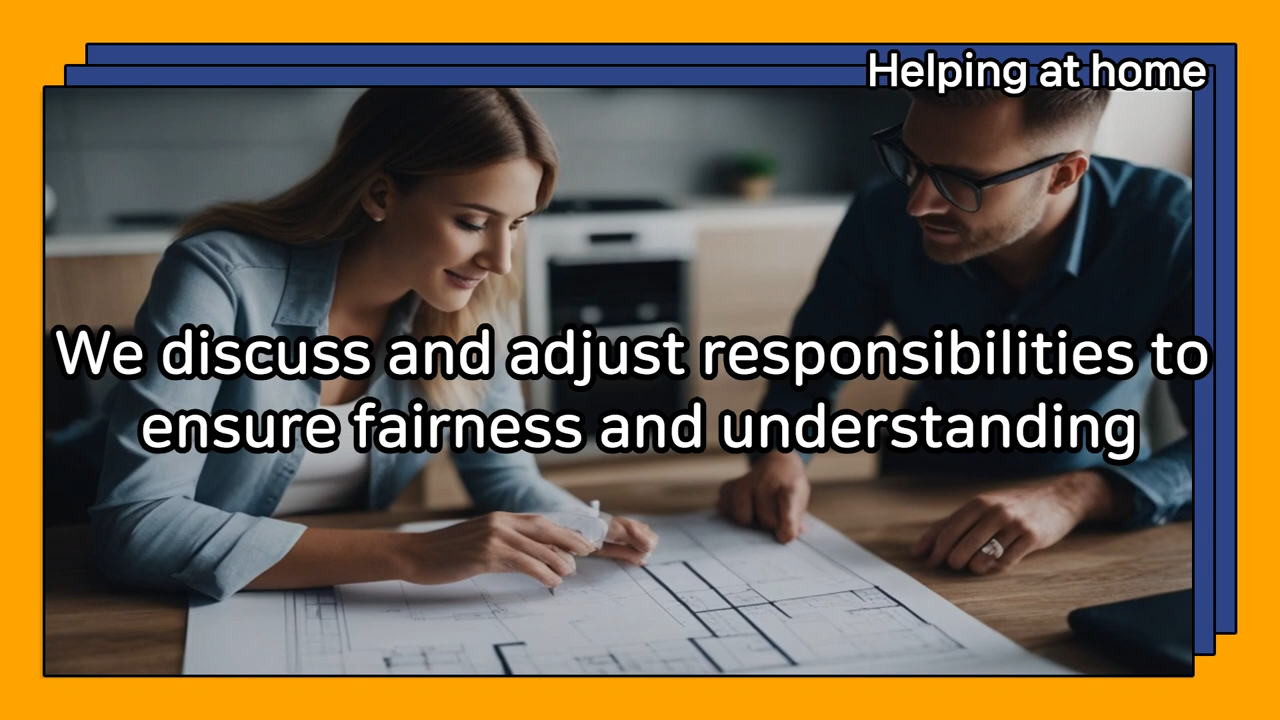 Helping at home
We discuss and adjust responsibilities to
ensure fairness and understanding